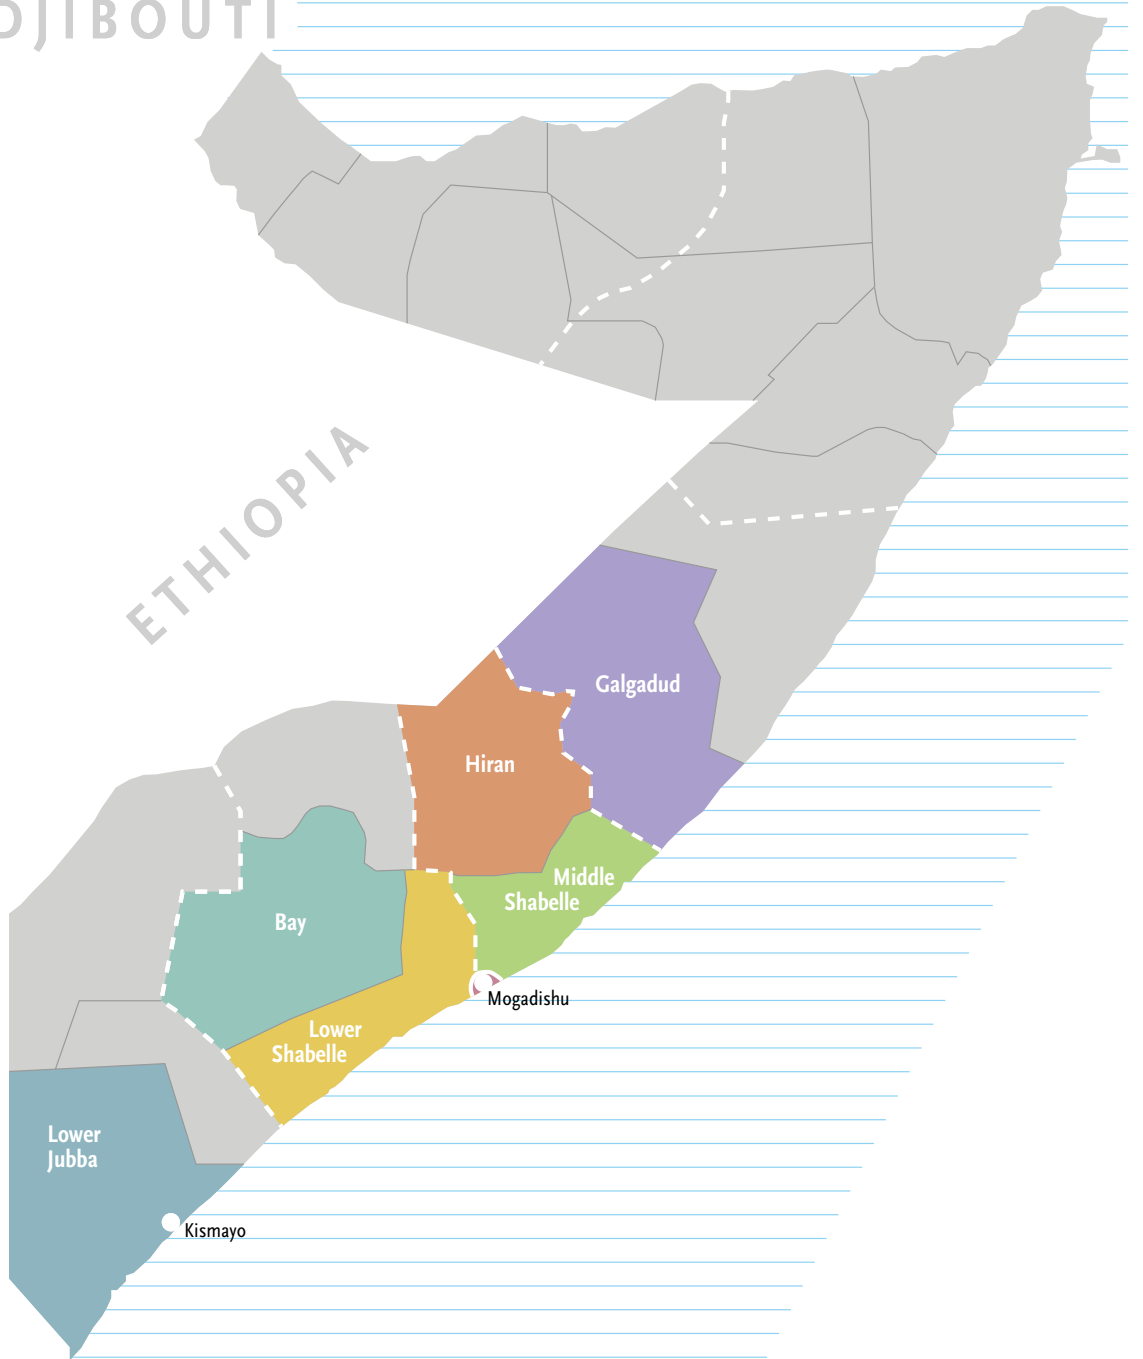 DJIBOUTI
ETHIOPIA
Galgadud
Hiran
Middle
Shabelle
Bay
Mogadishu
Lower
Shabelle
Lower
Jubba
Kismayo